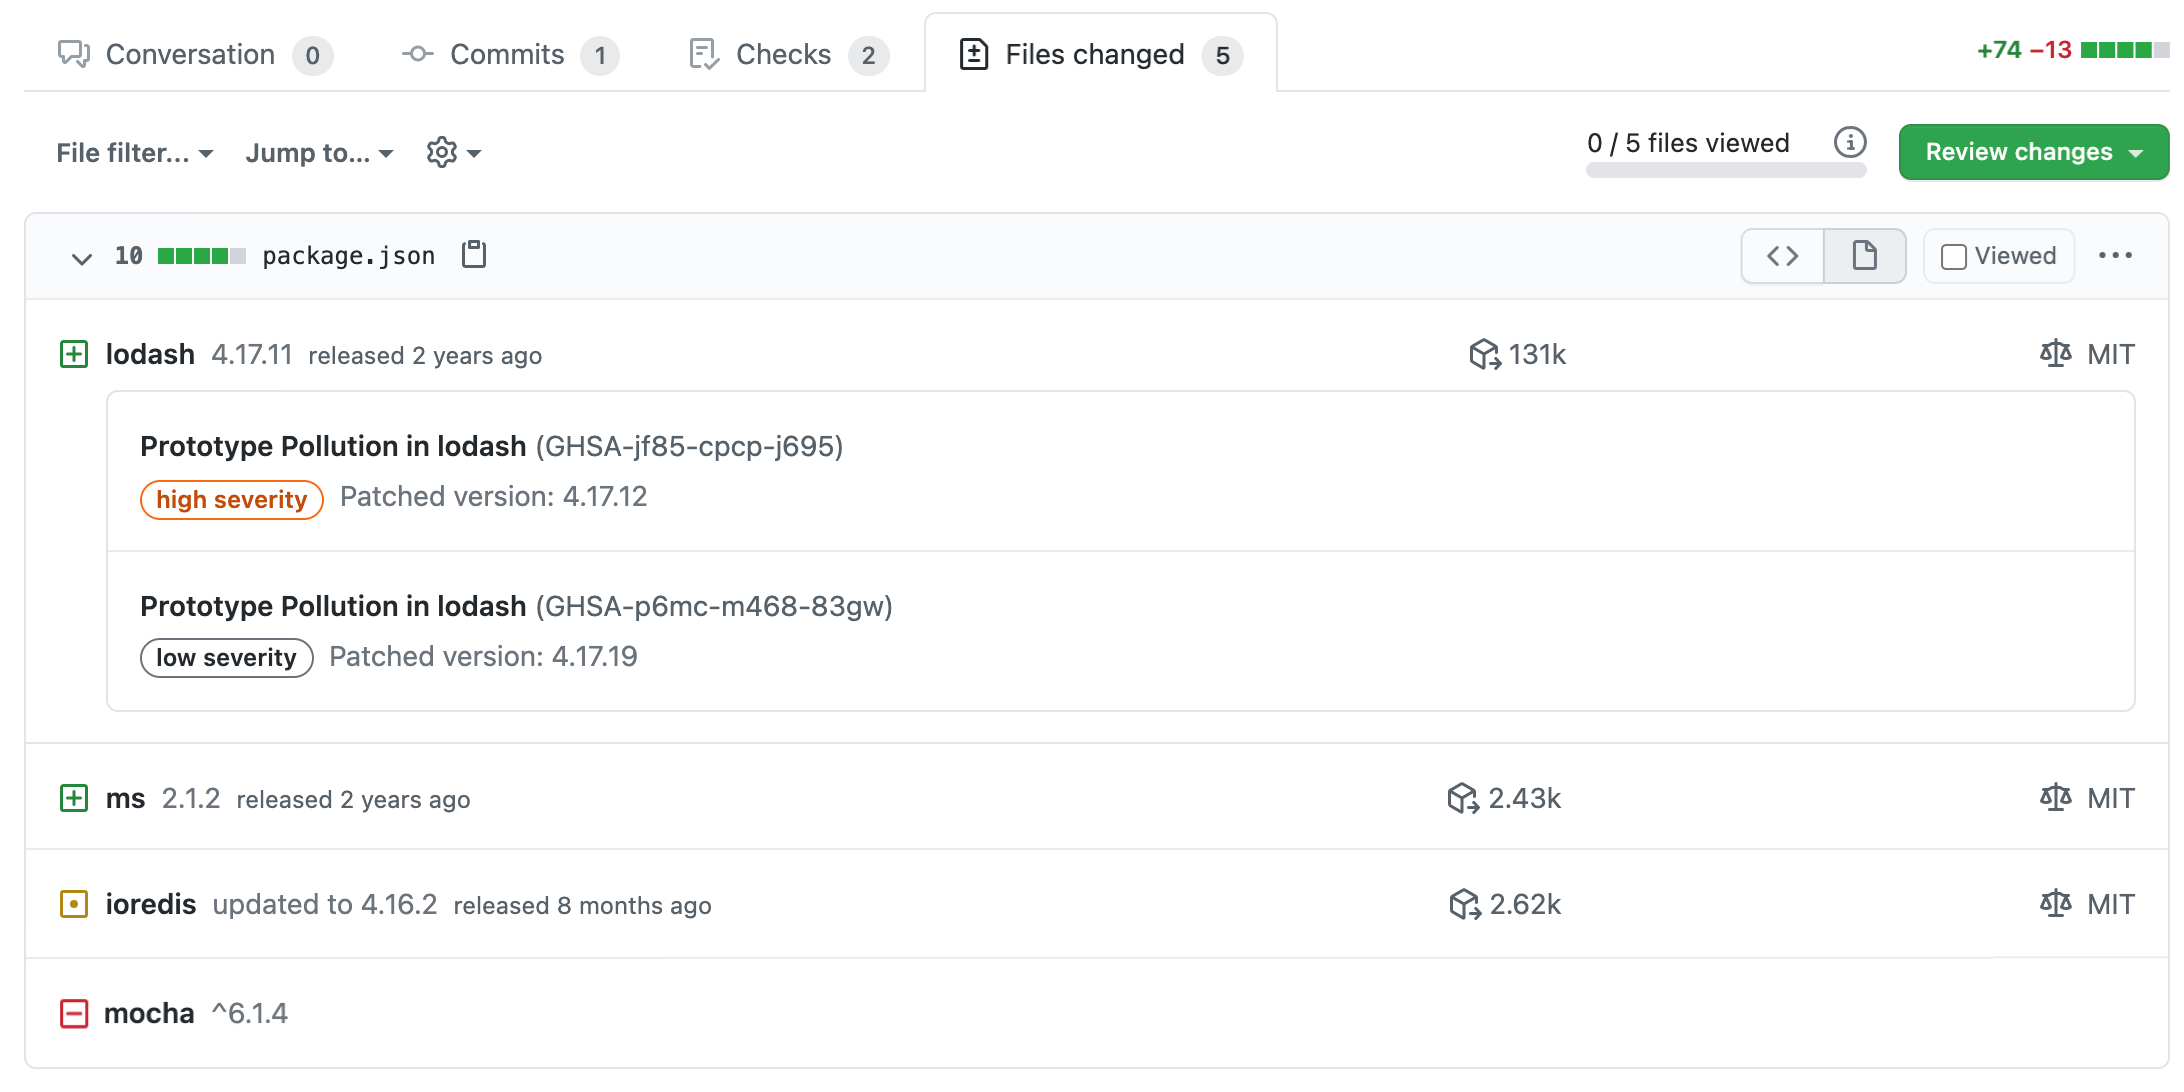 Conversation 0 Commits 1 Checks 2 Files changed 5 +74 −13
File filter... Jump to... 0 / 5 files viewed Review changes
10 package.json Viewed
lodash 4.17.11 released 2 years ago 131k MIT
Prototype Pollution in lodash (GHSA-jf85-cpcp-j695)
high severity Patched version: 4.17.12
Prototype Pollution in lodash (GHSA-p6mc-m468-83gw)
low severity Patched version: 4.17.19
ms 2.1.2 released 2 years ago 2.43k MIT
ioredis updated to 4.16.2 released 8 months ago 2.62k MIT
mocha ^6.1.4